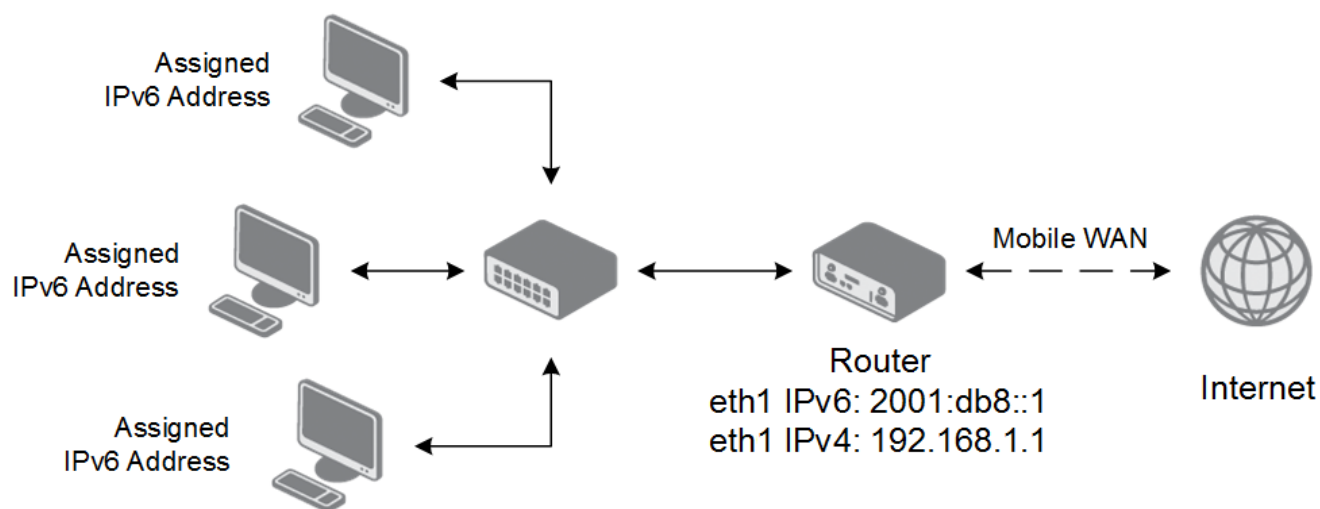 Assigned
IPv6 Address
Assigned
IPv6 Address
Assigned
IPv6 Address
Router
eth1 IPv6: 2001:db8::1
eth1 IPv4: 192.168.1.1
Mobile WAN
Internet